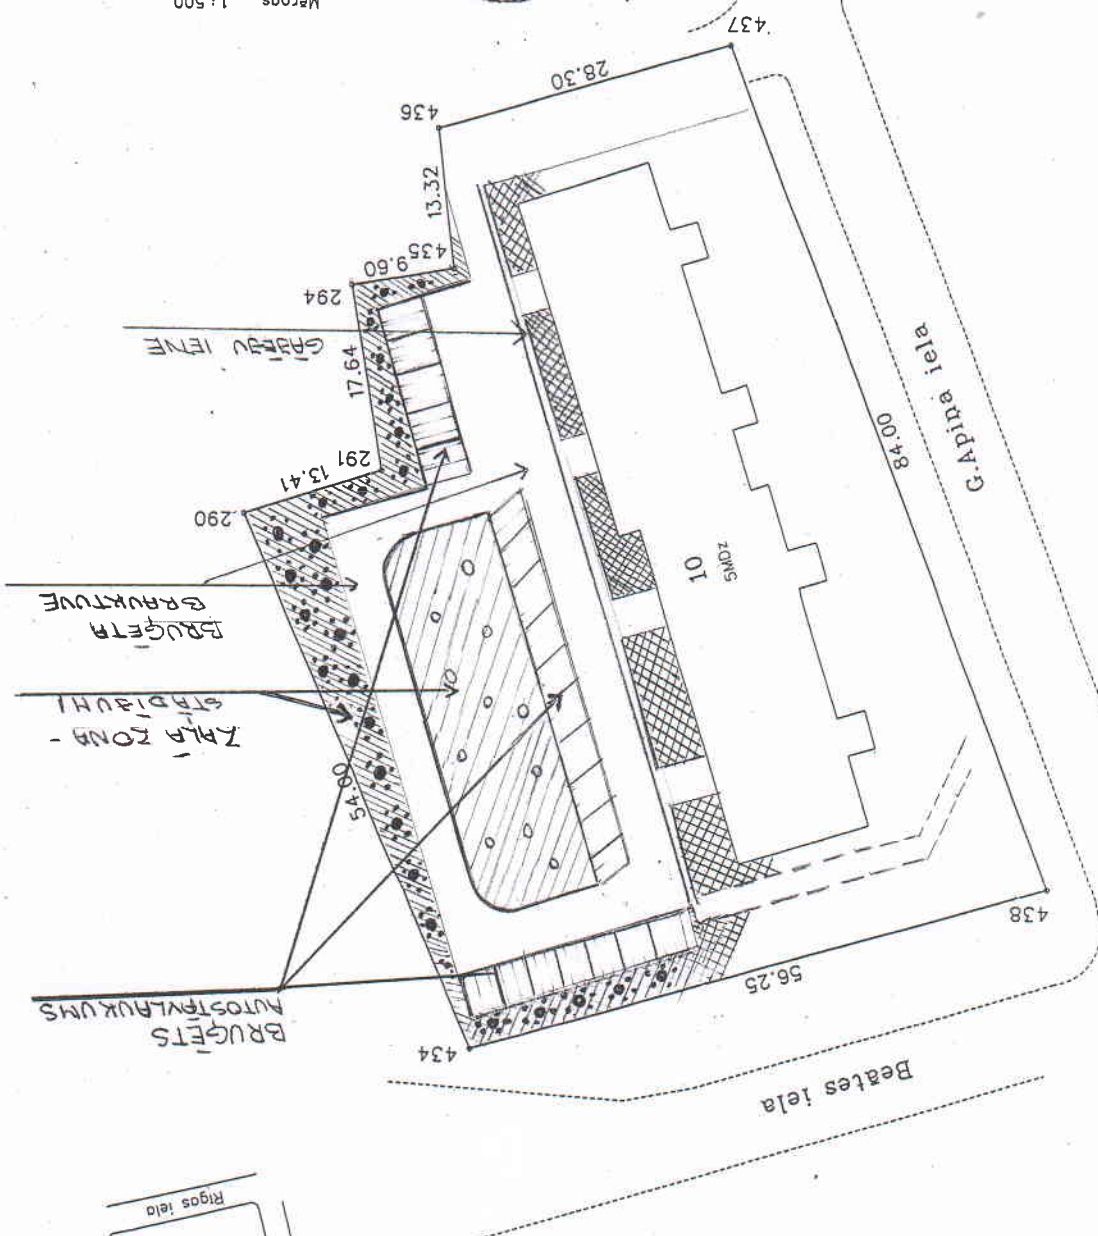 Rīgas iela
Beātes iela
434
56.25
438
BRUĢĒTS
AUTOSTĀVLAUKUMS
54.00
ZAĻĀ ZONA -
STĀDĪJUMI
BRUĢĒTA
BRAUKTUVE
10
5MDz
290
13.41
291
84.00
G.Apiņa iela
17.64
GĀJĒJU IETVE
294
9.60
435
13.32
436
28.30
437
Mērogs 1:500